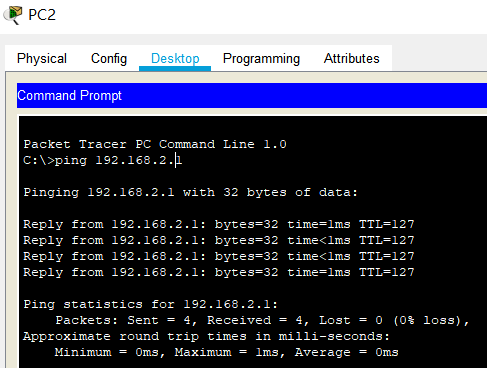 PC2
Physical Config Desktop Programming Attributes
Command Prompt
Packet Tracer PC Command Line 1.0
C:\>ping 192.168.2.1
Pinging 192.168.2.1 with 32 bytes of data:
Reply from 192.168.2.1: bytes=32 time=1ms TTL=127
Reply from 192.168.2.1: bytes=32 time<1ms TTL=127
Reply from 192.168.2.1: bytes=32 time<1ms TTL=127
Reply from 192.168.2.1: bytes=32 time=1ms TTL=127
Ping statistics for 192.168.2.1:
Packets: Sent = 4, Received = 4, Lost = 0 (0% loss),
Approximate round trip times in milli-seconds:
Minimum = 0ms, Maximum = 1ms, Average = 0ms